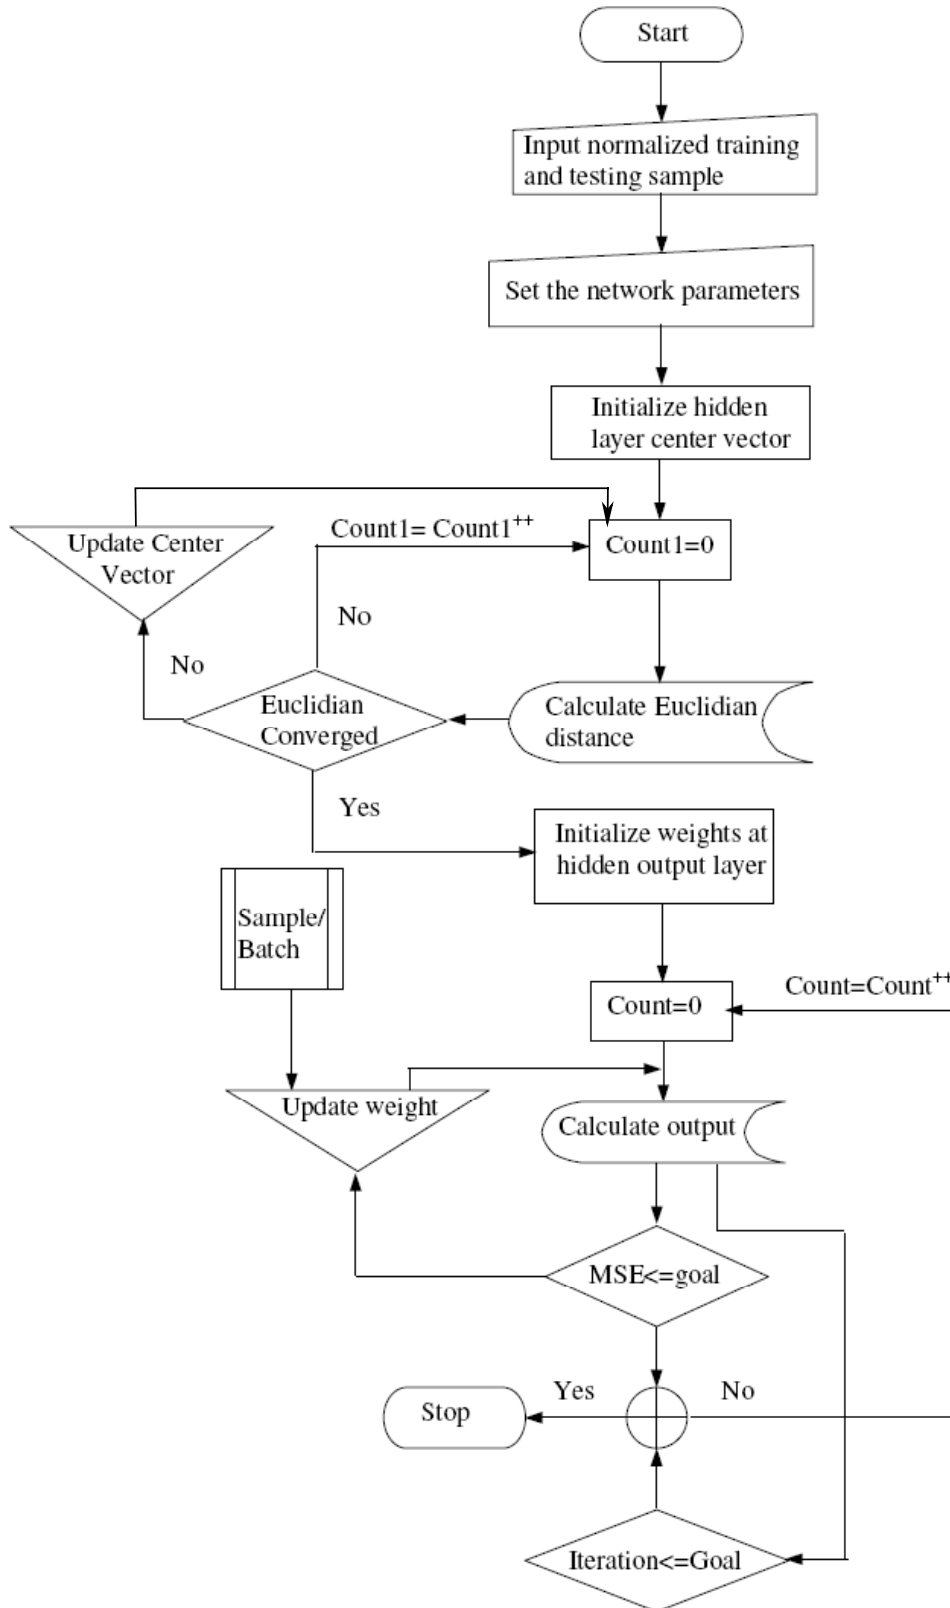 Start
Input normalized training
and testing sample
Set the network parameters
Initialize hidden
layer center vector
Update Center
Vector
Count1= Count1++
Count1=0
No
No
Euclidian
Converged
Calculate Euclidian
distance
Yes
Initialize weights at
hidden output layer
Sample/
Batch
Count=0
Count=Count++
Update weight
Calculate output
MSE<=goal
Stop
Yes
No
Iteration<=Goal